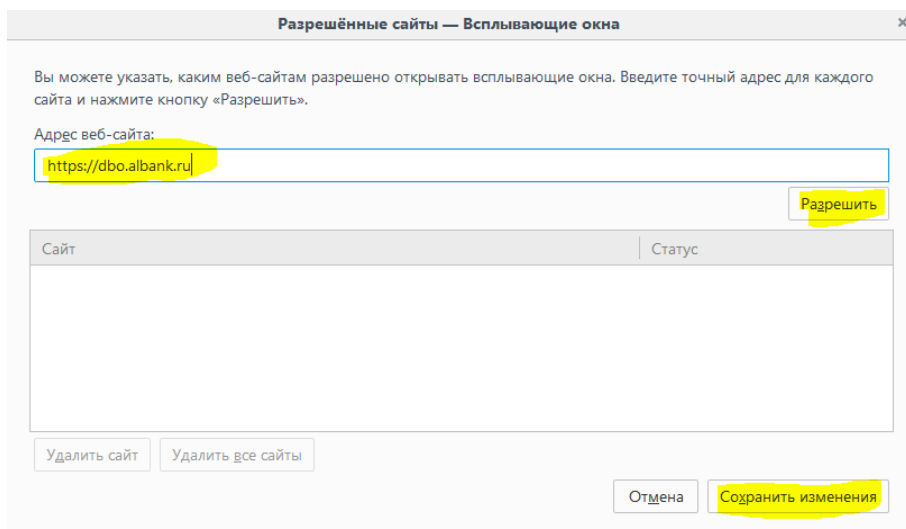 Разрешённые сайты — Всплывающие окна
Вы можете указать, каким веб-сайтам разрешено открывать всплывающие окна. Введите точный адрес для каждого
сайта и нажмите кнопку «Разрешить».
Адрес веб-сайта:
https://dbo.albank.ru
Разрешить
Сайт Статус
Удалить сайт Удалить все сайты
Отмена Сохранить изменения